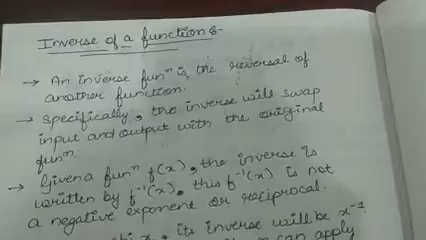 Inverse of a function :-
→ An inverse funⁿ is, the reversal of
another function.
→ Specifically, the inverse will swap
input and output with the original
funⁿ.
→ Given a funⁿ f(x), the inverse is
written by f⁻¹(x), this f⁻¹(x) is not
a negative exponent or reciprocal.
x, its inverse will be x⁻¹
can apply